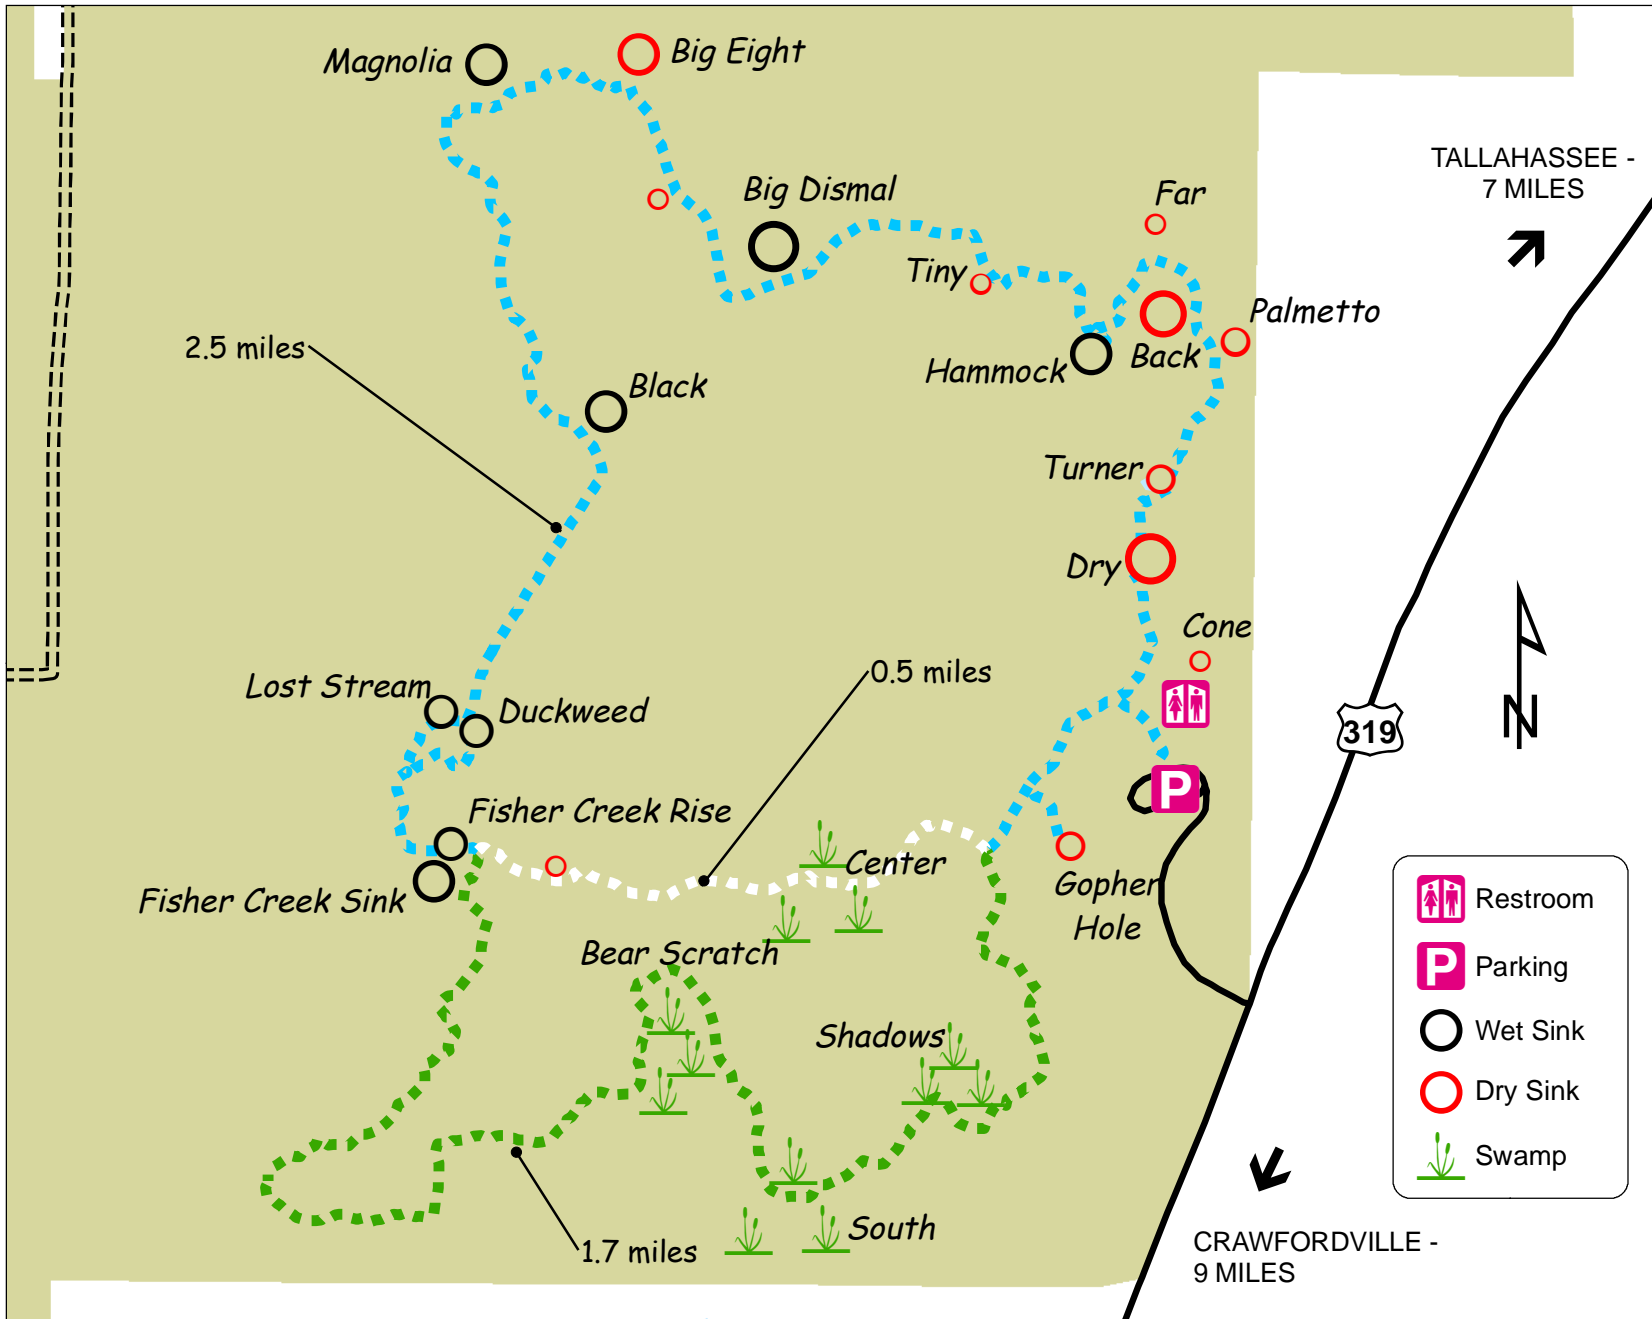 Magnolia
Big Eight
TALLAHASSEE -
7 MILES
Big Dismal
Far
Tiny
Palmetto
2.5 miles
Hammock
Back
Black
Turner
Dry
Cone
Lost Stream
Duckweed
0.5 miles
319
N
P
Fisher Creek Rise
Center
Fisher Creek Sink
Gopher
Hole
Bear Scratch
Shadows
South
1.7 miles
Restroom
P Parking
Wet Sink
Dry Sink
Swamp
CRAWFORDVILLE -
9 MILES